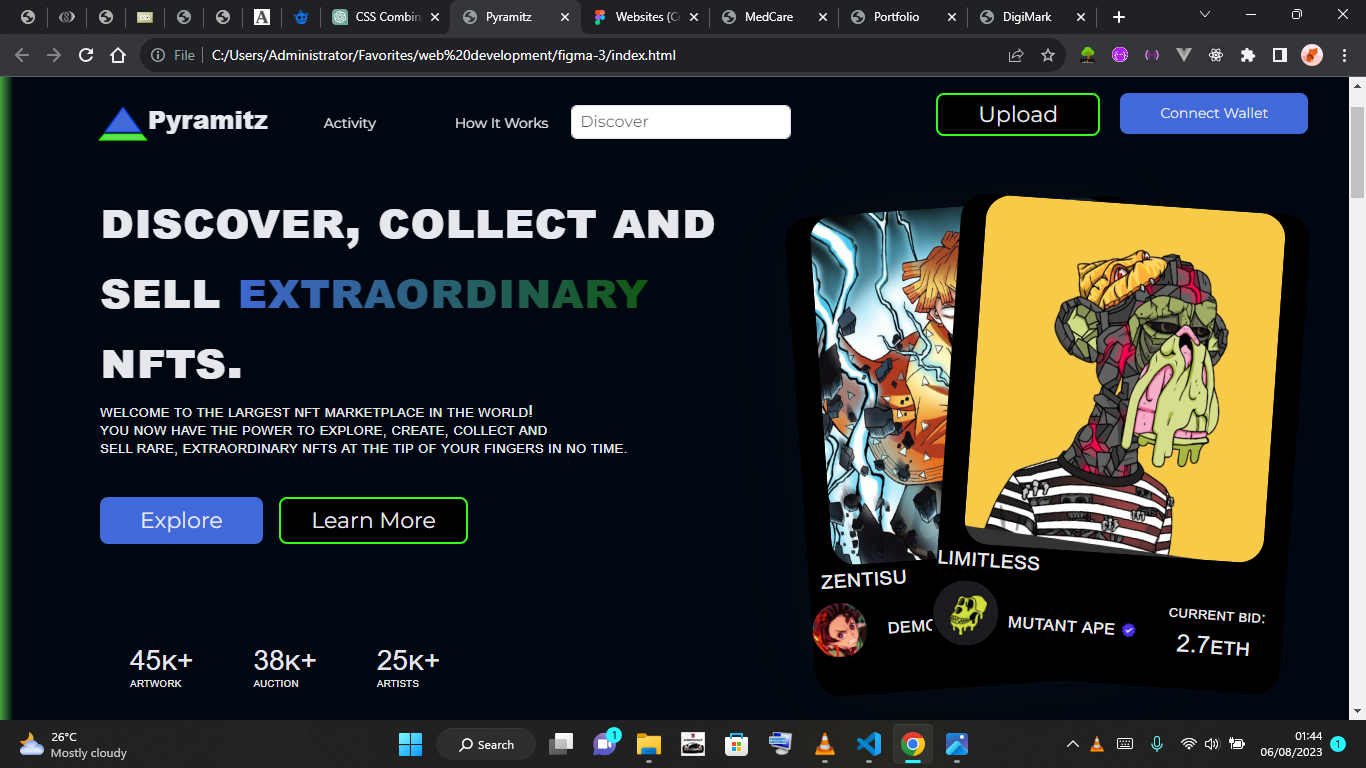 CSS Combin
Pyramitz
Websites (Co
MedCare
Portfolio
DigiMark
File
C:/Users/Administrator/Favorites/web%20development/figma-3/index.html
Pyramitz
Activity
How It Works
Discover
Upload
Connect Wallet
DISCOVER, COLLECT AND
SELL EXTRAORDINARY
NFTS.
WELCOME TO THE LARGEST NFT MARKETPLACE IN THE WORLD!
YOU NOW HAVE THE POWER TO EXPLORE, CREATE, COLLECT AND
SELL RARE, EXTRAORDINARY NFTS AT THE TIP OF YOUR FINGERS IN NO TIME.
Explore
Learn More
45K+
ARTWORK
38K+
AUCTION
25K+
ARTISTS
ZENTISU
DEMO
LIMITLESS
MUTANT APE
CURRENT BID:
2.7ETH
26°C
Mostly cloudy
Search
1
01:44
06/08/2023
1